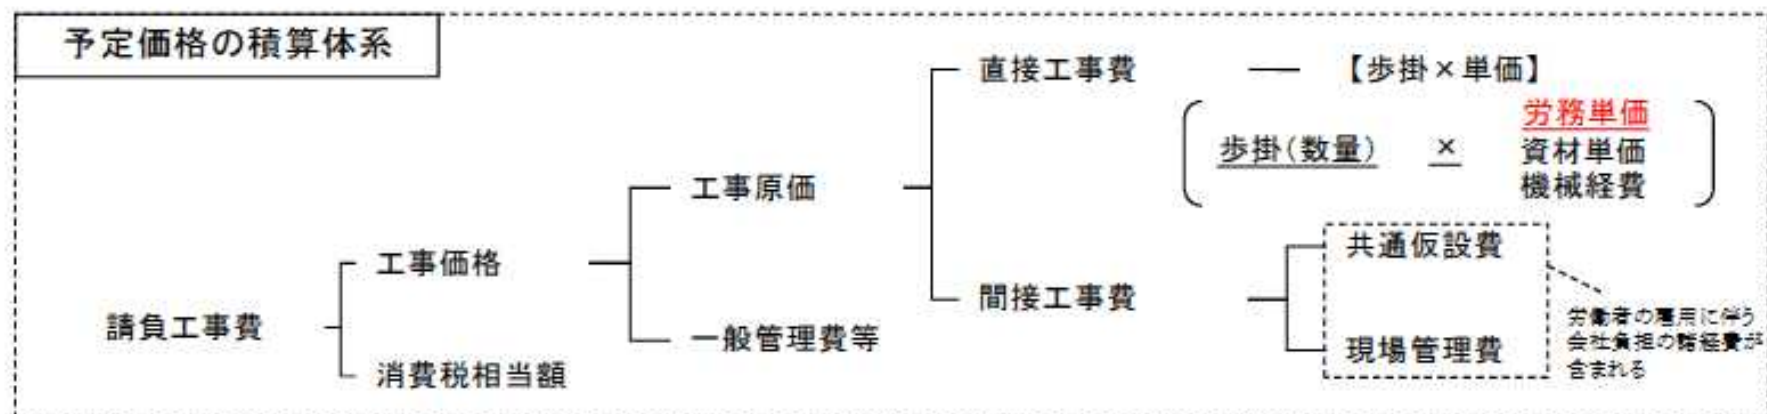 予定価格の積算体系
直接工事費
【歩掛×単価】
歩掛(数量) × 労務単価
資材単価
機械経費
工事原価
共通仮設費
工事価格
間接工事費
請負工事費
一般管理費等
現場管理費
消費税相当額
労働者の雇用に伴う
会社負担の諸経費が
含まれる